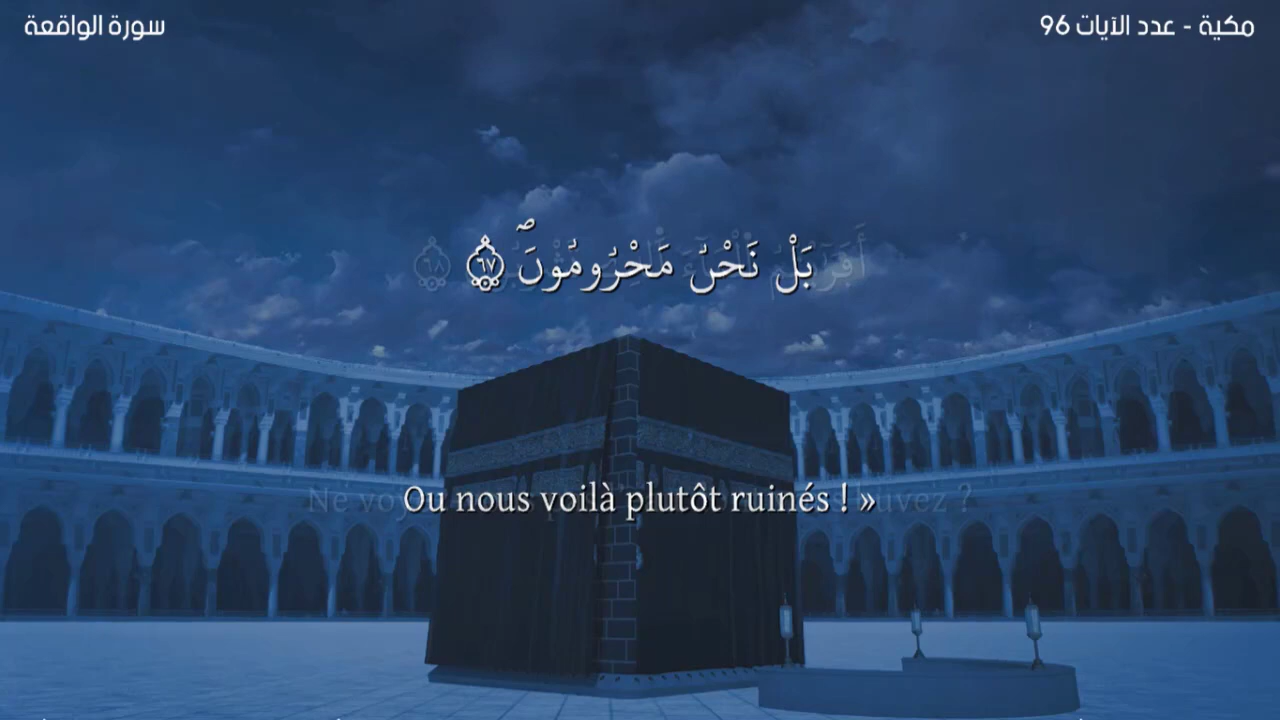 مكية - عدد الآيات 96
سورة الواقعة
بَلْ نَحْنُ مَحْرُومُونَ ۝٦٧
Ou nous voilà plutôt ruinés ! »